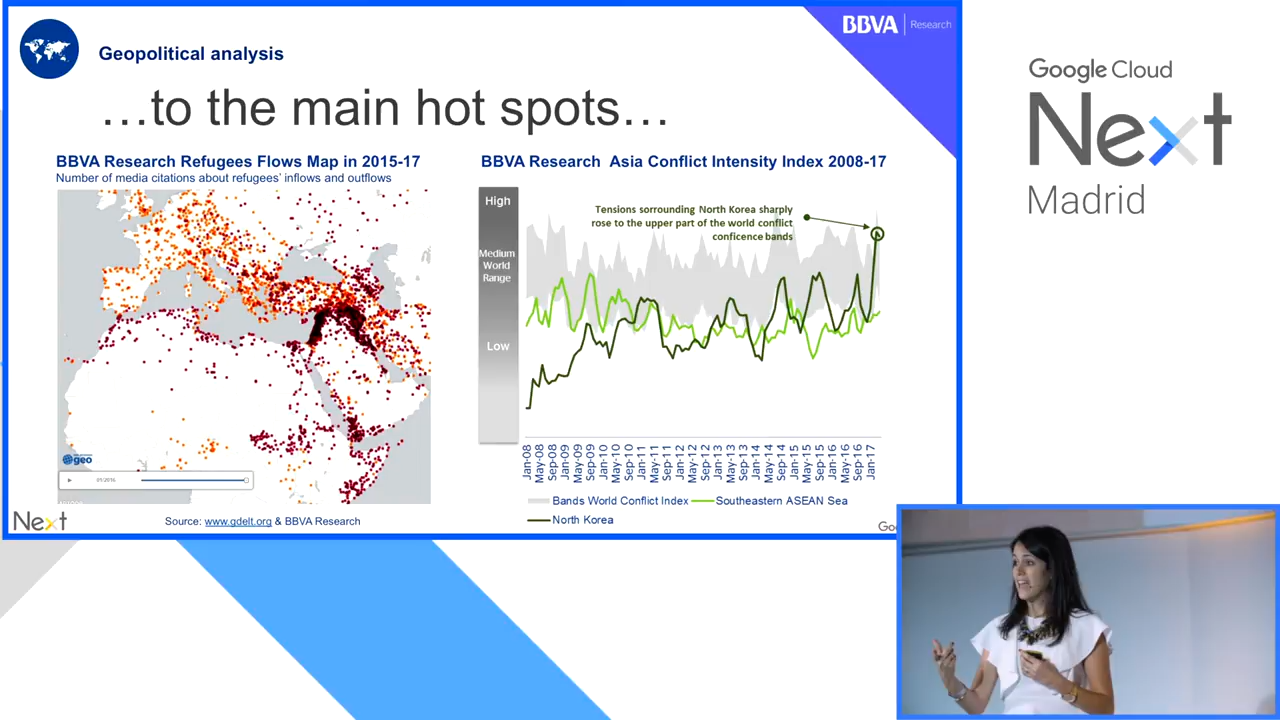 Geopolitical analysis
BBVA | Research
…to the main hot spots…
Google Cloud
Next
Madrid
BBVA Research Refugees Flows Map in 2015-17
Number of media citations about refugees' inflows and outflows
BBVA Research Asia Conflict Intensity Index 2008-17
High
Medium
World
Range
Low
Tensions sorrounding North Korea sharply
rose to the upper part of the world conflict
conficence bands
geo
01/2016
Jan-08
May-08
Sep-08
Jan-09
May-09
Sep-09
Jan-10
May-10
Sep-10
Jan-11
May-11
Sep-11
Jan-12
May-12
Sep-12
Jan-13
May-13
Sep-13
Jan-14
May-14
Sep-14
Jan-15
May-15
Sep-15
Jan-16
May-16
Sep-16
Jan-17
Bands World Conflict Index
Southeastern ASEAN Sea
North Korea
Next
Source: www.gdelt.org & BBVA Research